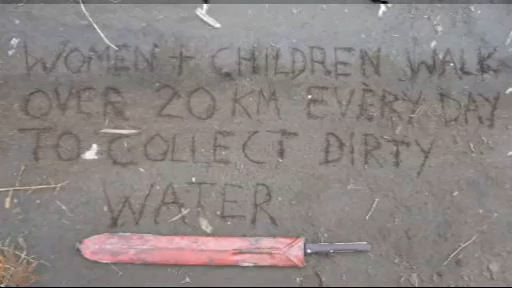 WOMEN + CHILDREN WALK
OVER 20 KM EVERY DAY
TO COLLECT DIRTY
WATER